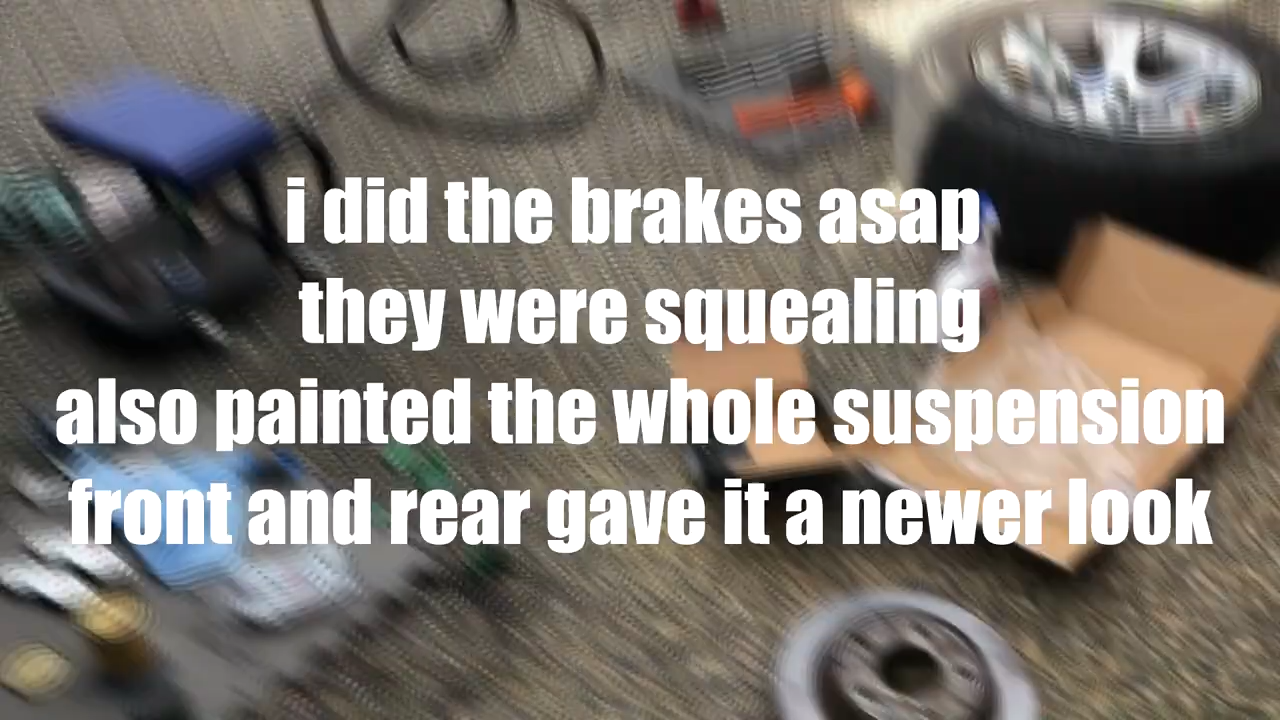 i did the brakes asap
they were squealing
also painted the whole suspension
front and rear gave it a newer look